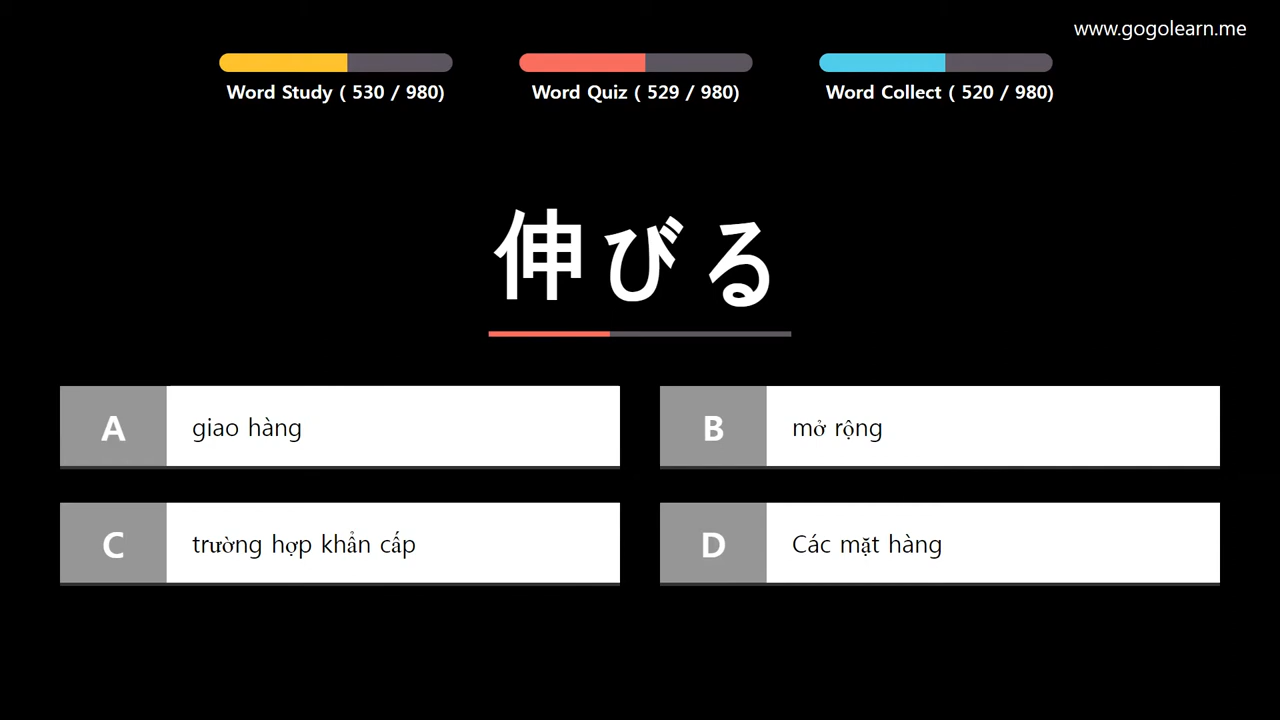 www.gogolearn.me
Word Study ( 530 / 980)
Word Quiz ( 529 / 980)
Word Collect ( 520 / 980)
伸びる
A giao hàng
B mở rộng
C trường hợp khẩn cấp
D Các mặt hàng